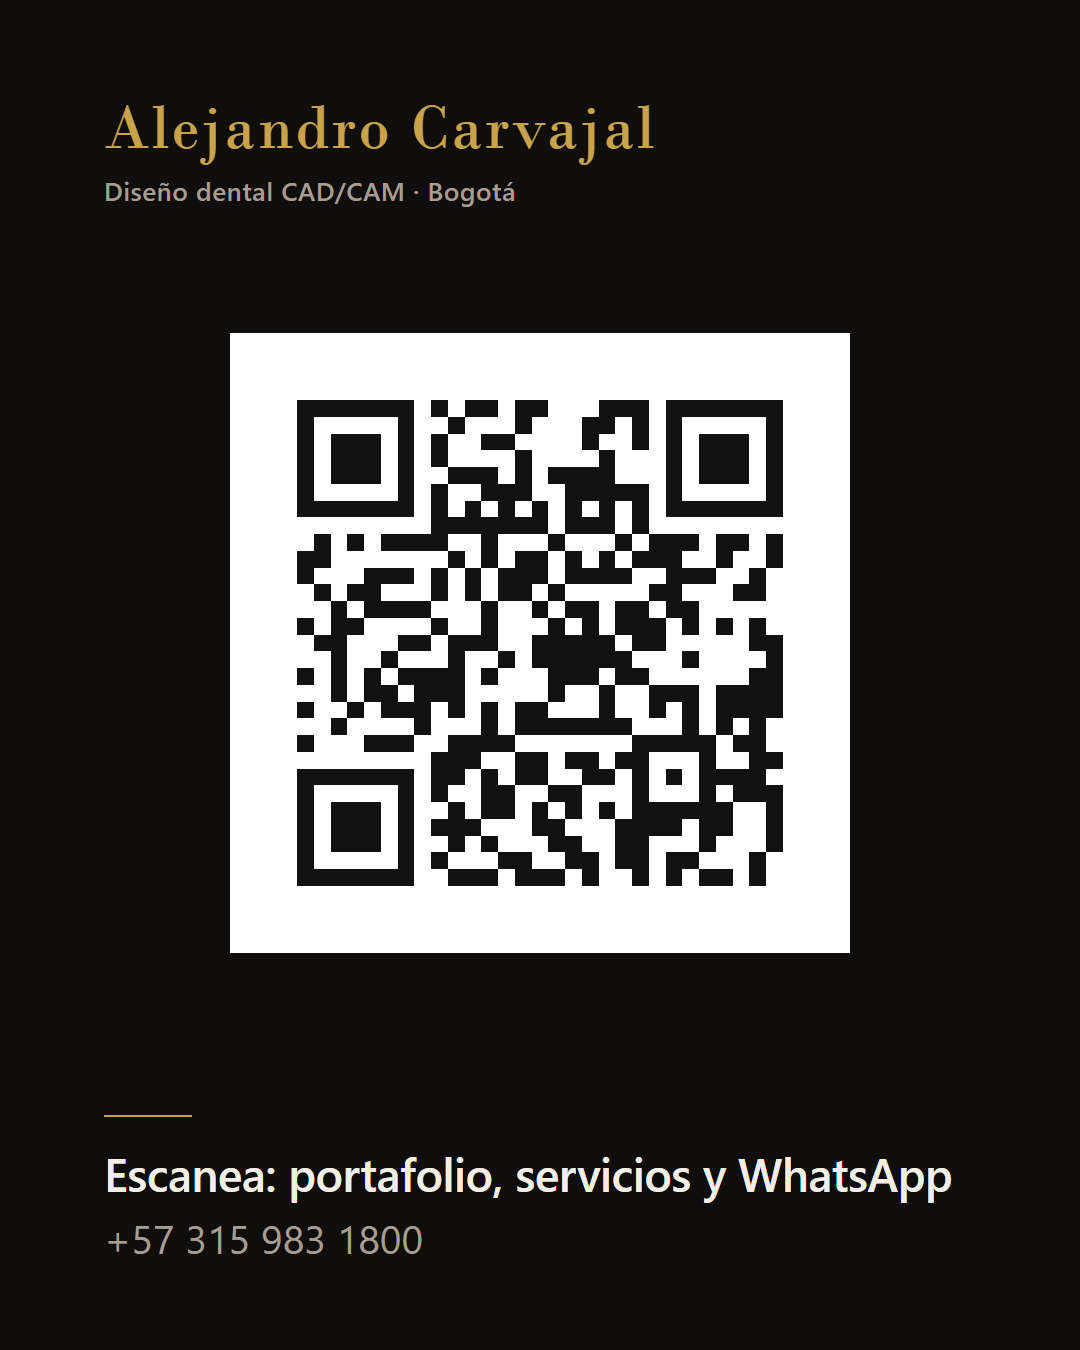 Alejandro Carvajal
Diseño dental CAD/CAM · Bogotá
Escanea: portafolio, servicios y WhatsApp
+57 315 983 1800